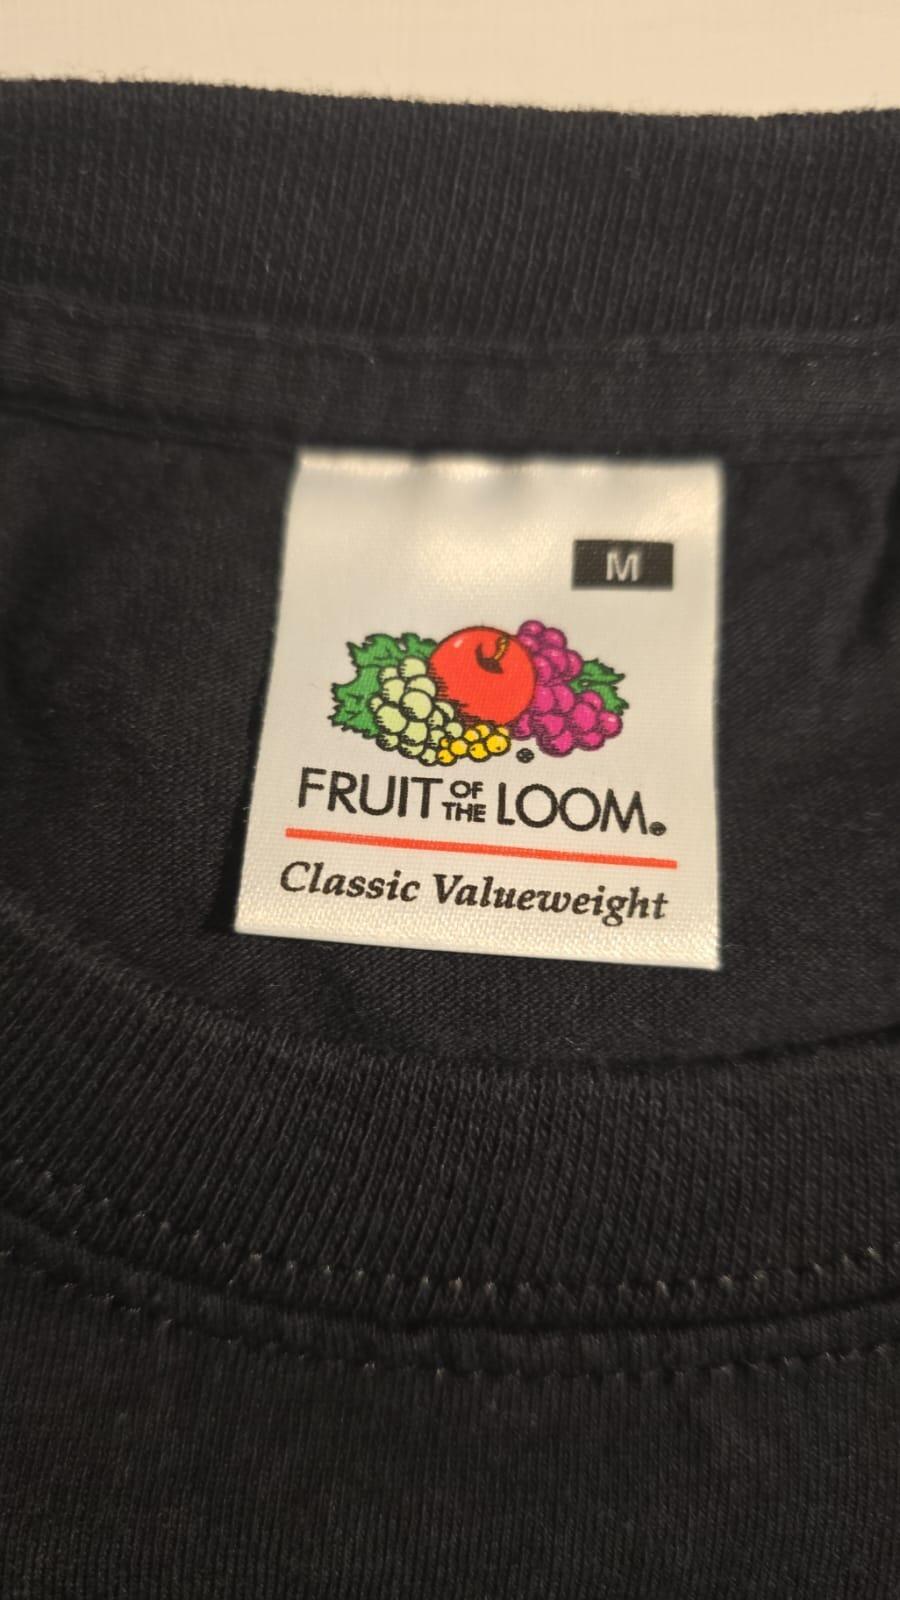 M
FRUIT OF THE LOOM®
Classic Valueweight